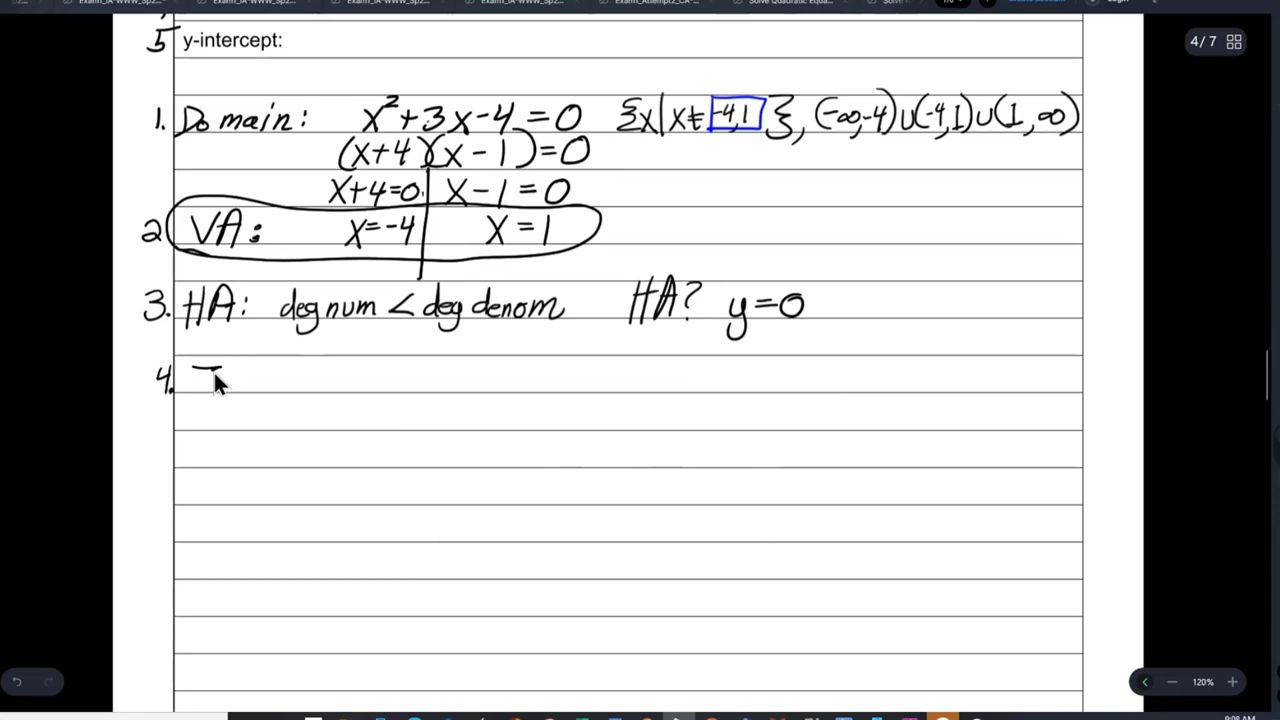 5 y-intercept:
4/7
1. Domain: x²+3x-4=0 {x|x≠-4,1}, (-∞,-4)∪(-4,1)∪(1,∞)
(x+4)(x-1)=0
x+4=0 x-1=0
2 VA: x=-4 x=1
3. HA: deg num < deg denom HA? y=0
4.
120%